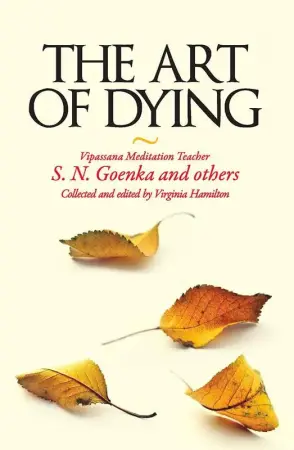 THE ART
OF DYING
~
Vipassana Meditation Teacher
S. N. Goenka and others
Collected and edited by Virginia Hamilton